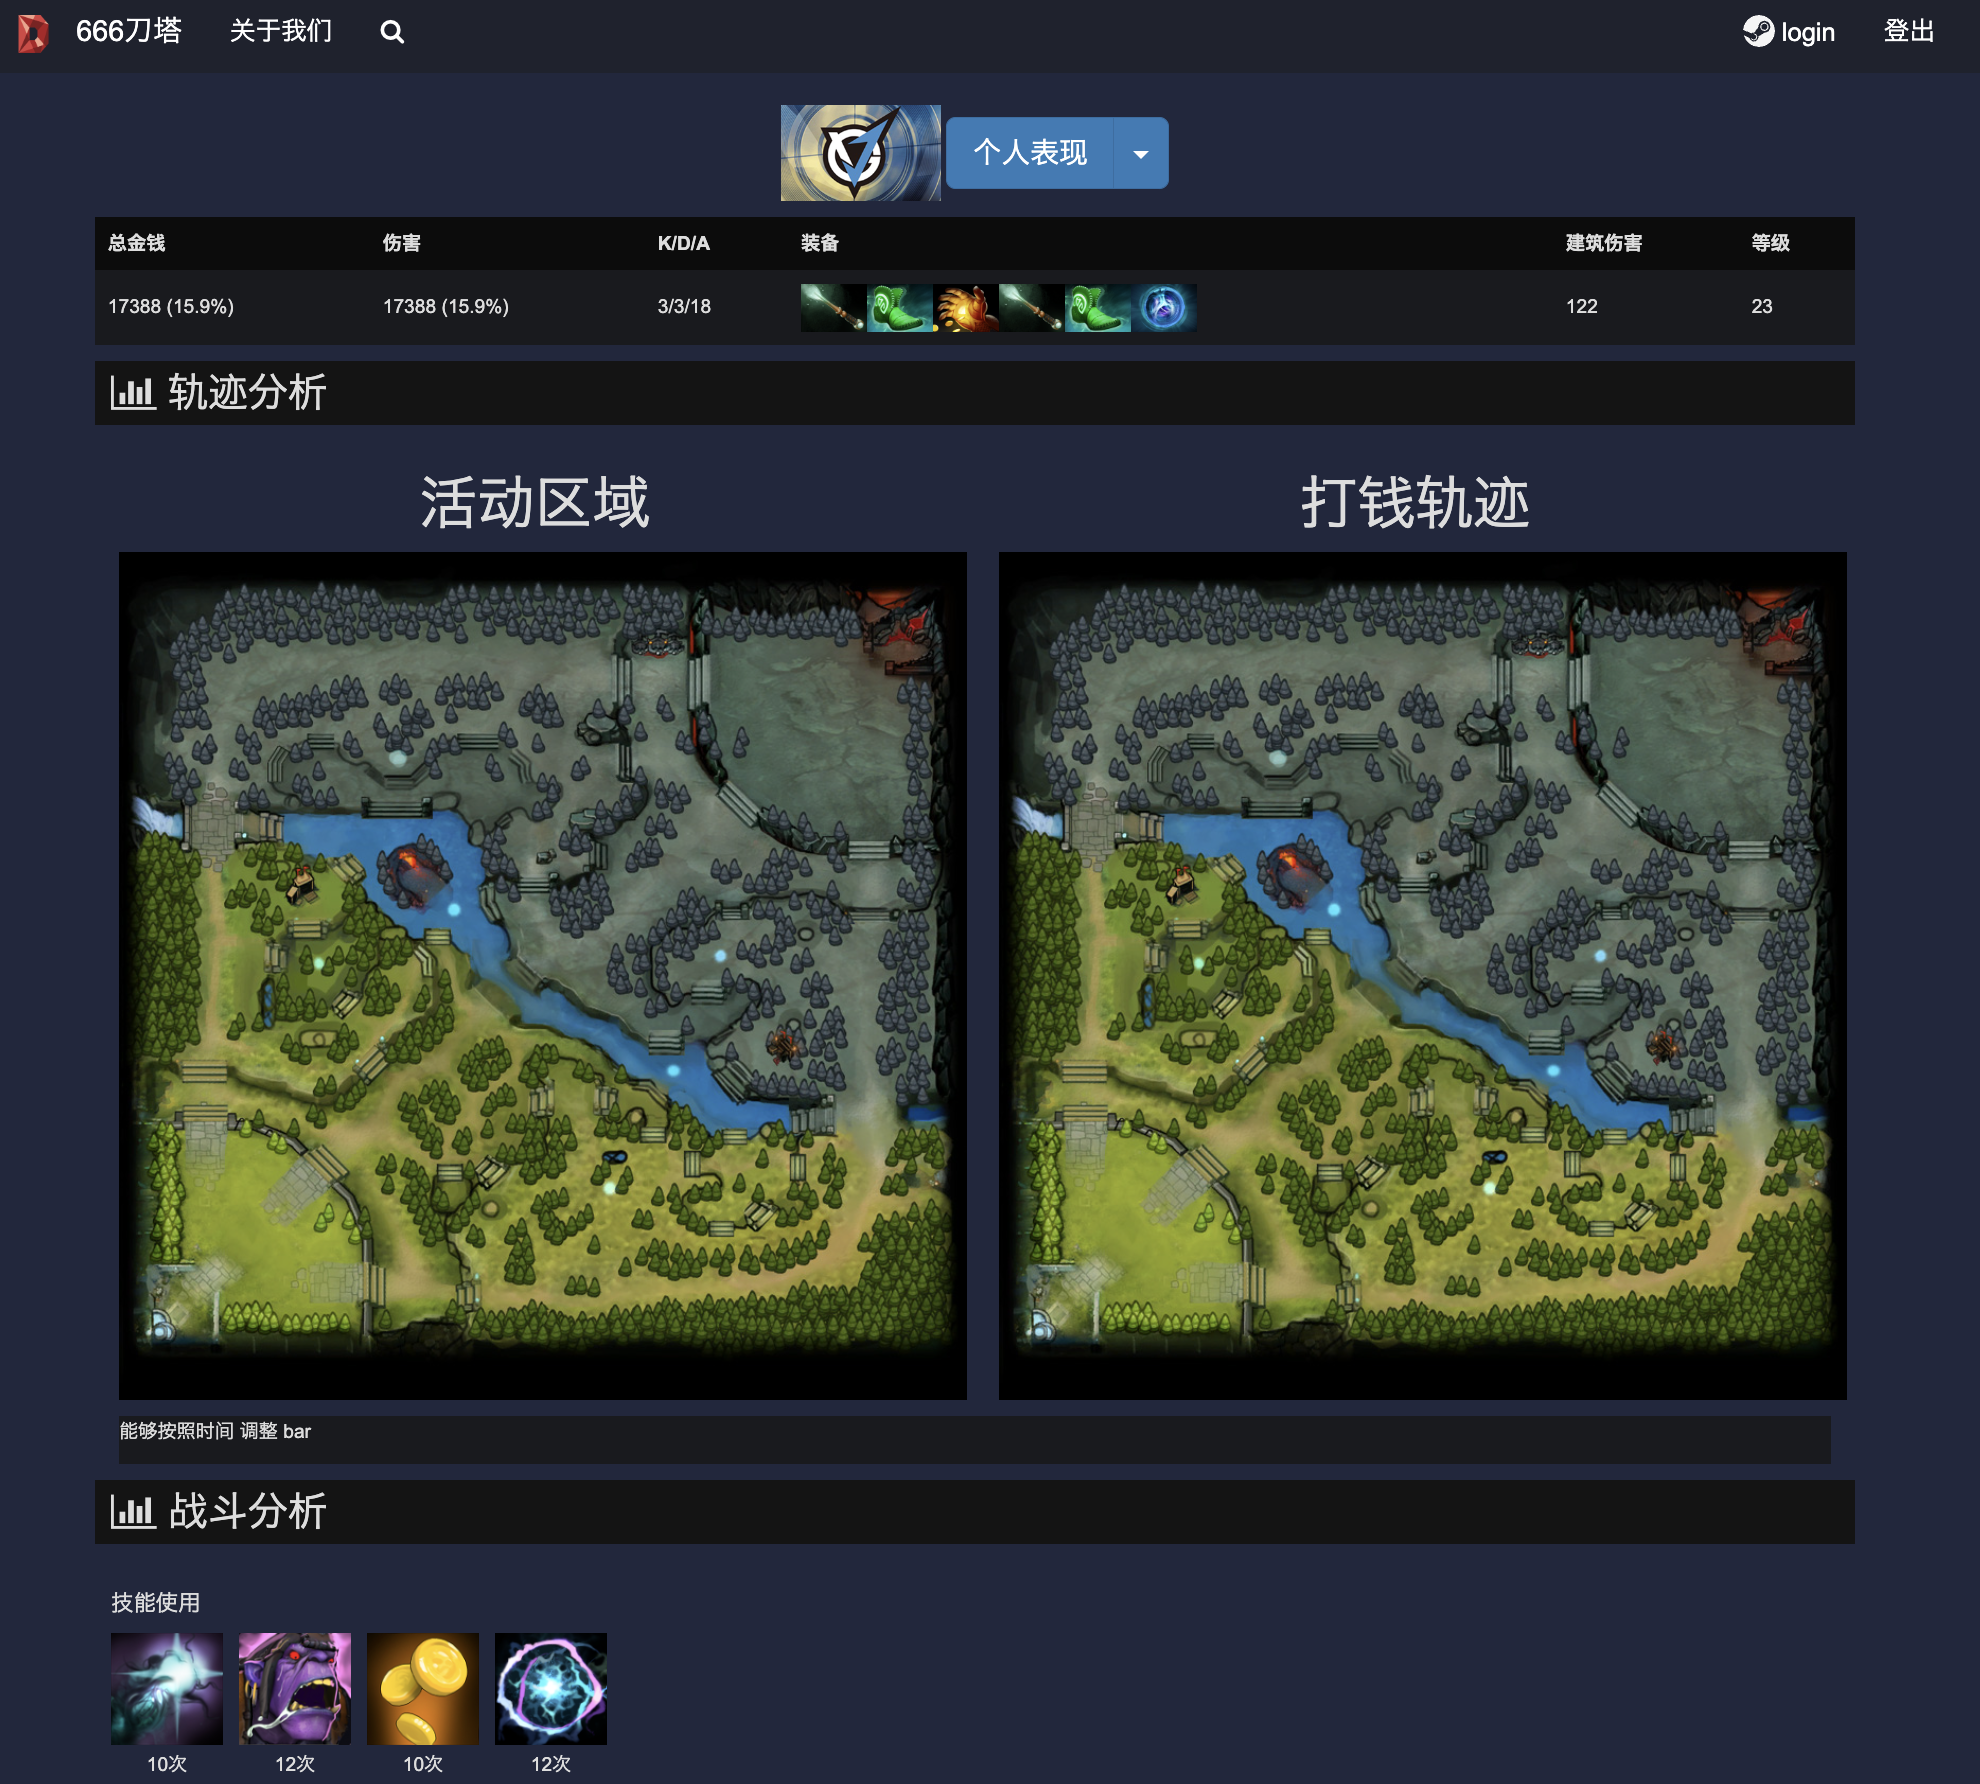 666刀塔 关于我们 login 登出
个人表现
总金钱 伤害 K/D/A 装备 建筑伤害 等级
17388 (15.9%) 17388 (15.9%) 3/3/18 122 23
轨迹分析
活动区域 打钱轨迹
能够按照时间 调整 bar
战斗分析
技能使用
10次 12次 10次 12次